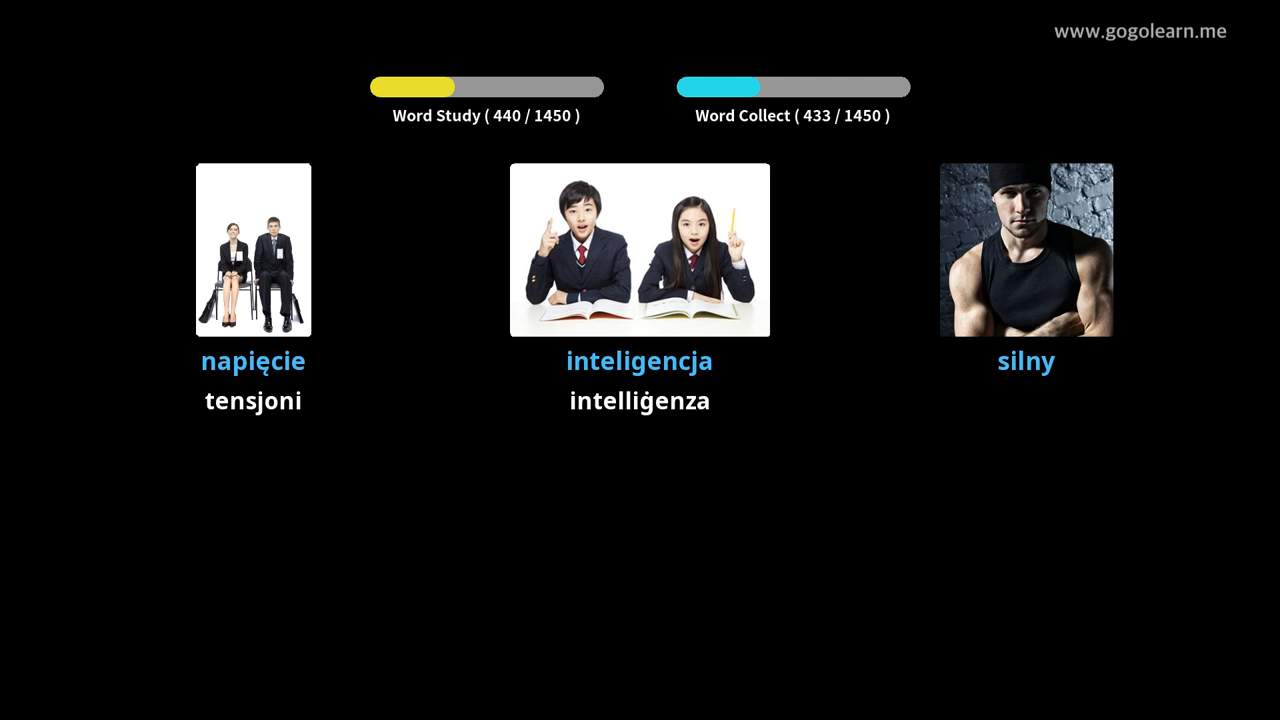 www.gogolearn.me
Word Study ( 440 / 1450 )
Word Collect ( 433 / 1450 )
napięcie
inteligencja
silny
tensjoni
intelliġenza